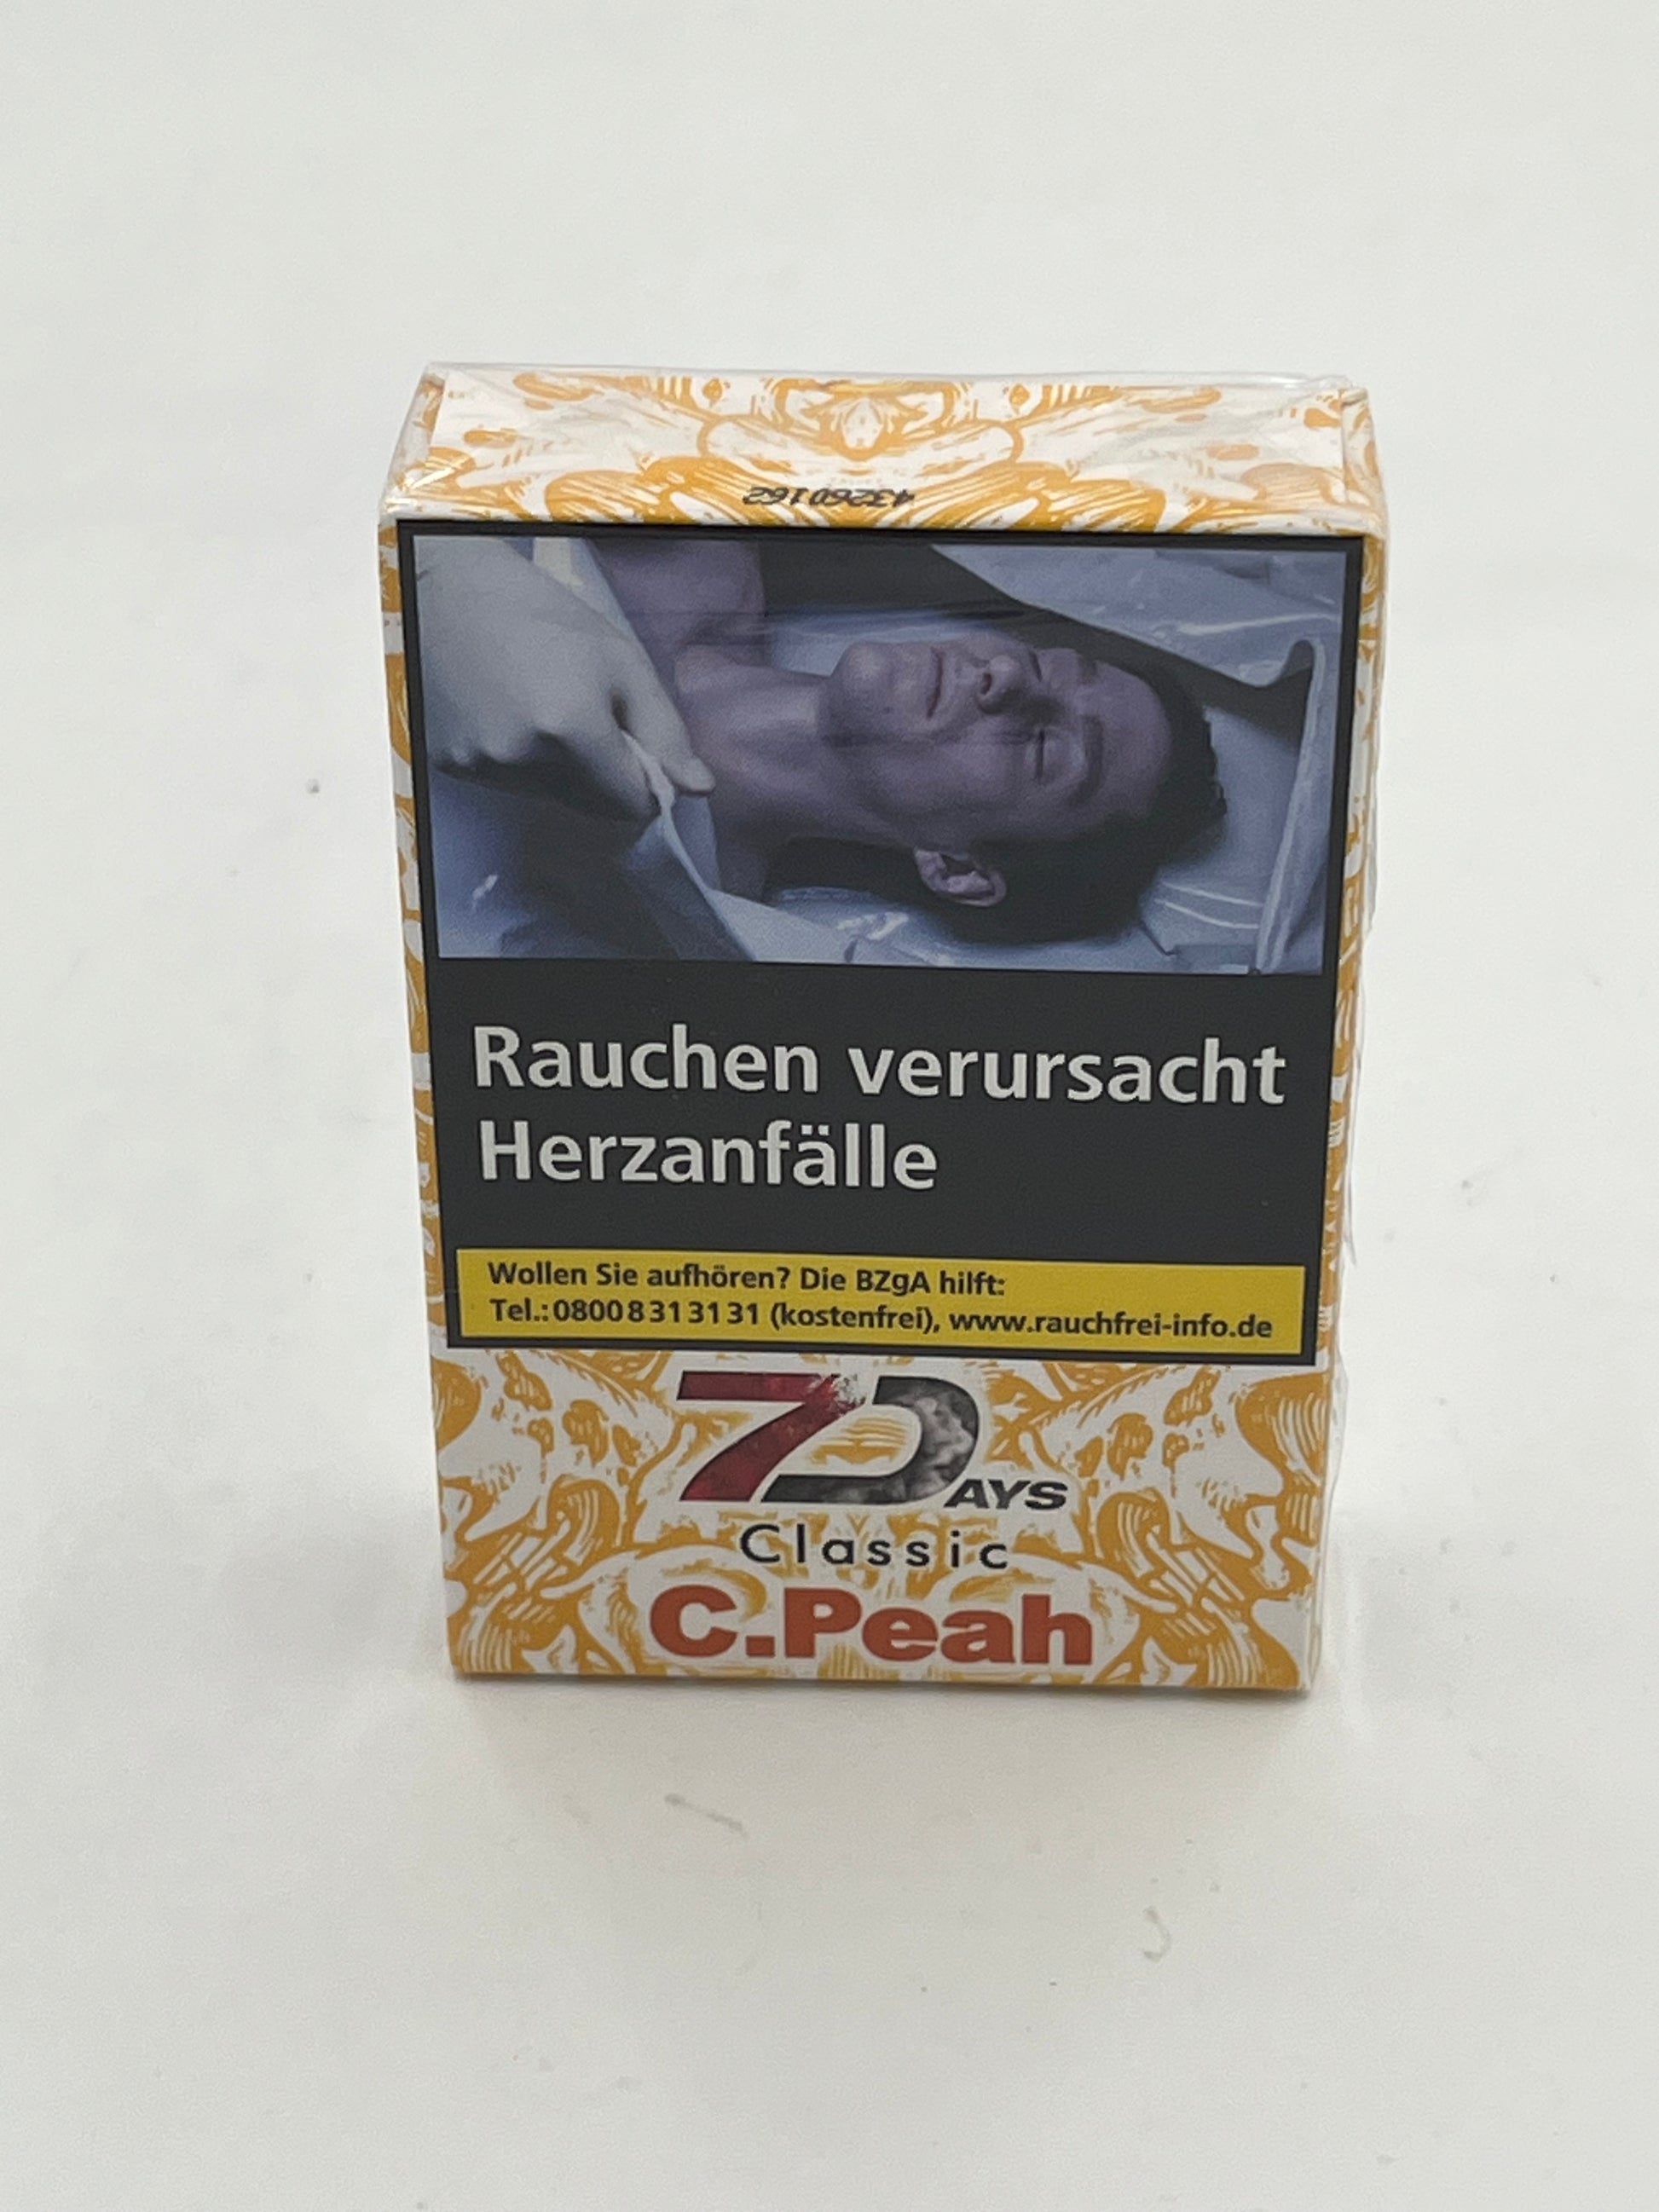 43260162
Rauchen verursacht
Herzanfälle
Wollen Sie aufhören? Die BZgA hilft:
Tel.: 0800 8 31 31 31 (kostenfrei), www.rauchfrei-info.de
7DAYS
Classic
C.Peah